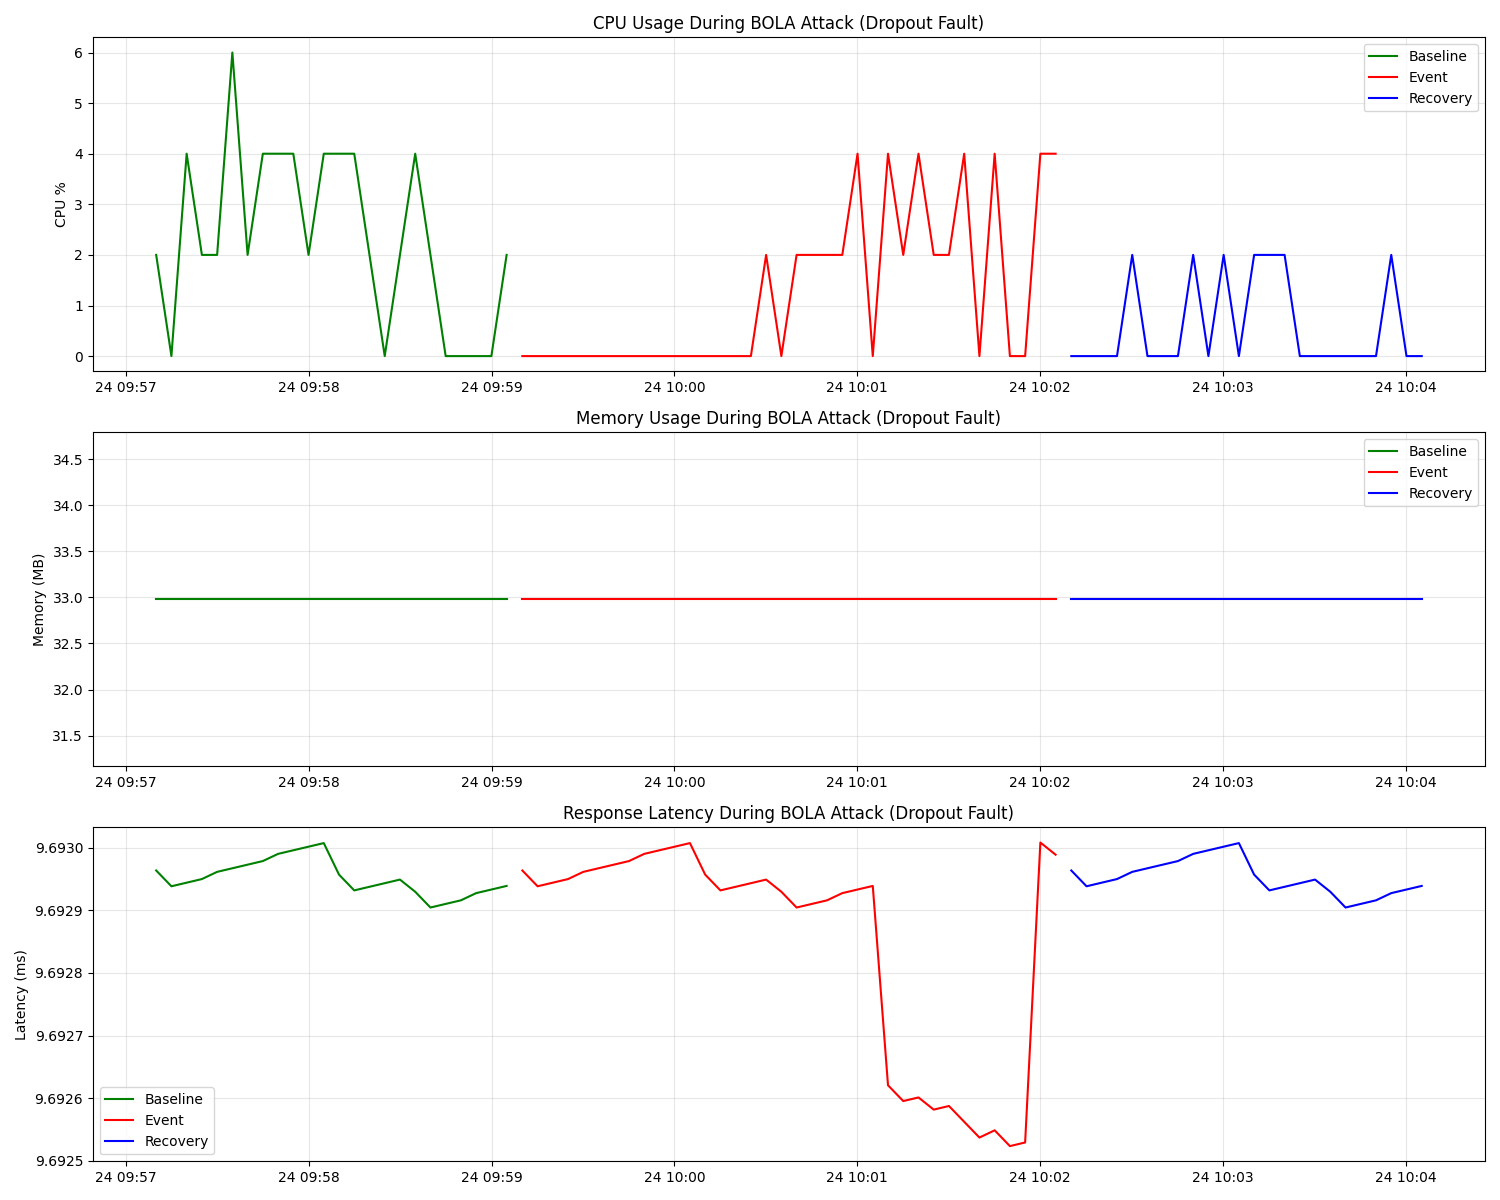 CPU Usage During BOLA Attack (Dropout Fault)
CPU %
6
5
4
3
2
1
0
Baseline
Event
Recovery
24 09:57
24 09:58
24 09:59
24 10:00
24 10:01
24 10:02
24 10:03
24 10:04
Memory Usage During BOLA Attack (Dropout Fault)
Memory (MB)
34.5
34.0
33.5
33.0
32.5
32.0
31.5
Baseline
Event
Recovery
24 09:57
24 09:58
24 09:59
24 10:00
24 10:01
24 10:02
24 10:03
24 10:04
Response Latency During BOLA Attack (Dropout Fault)
Latency (ms)
9.6930
9.6929
9.6928
9.6927
9.6926
9.6925
Baseline
Event
Recovery
24 09:57
24 09:58
24 09:59
24 10:00
24 10:01
24 10:02
24 10:03
24 10:04